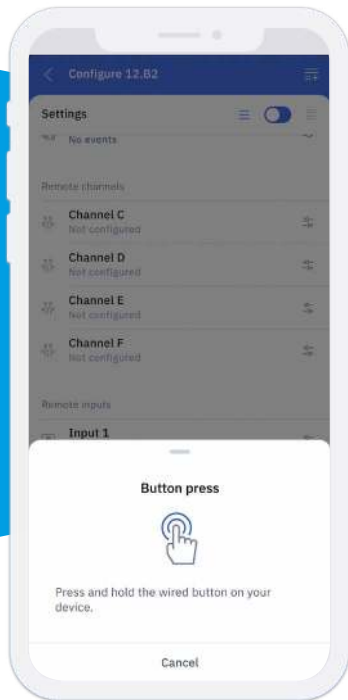 Configure 12.B2
Settings
No events
Remote channels
Channel C
Not configured
Channel D
Not configured
Channel E
Not configured
Channel F
Not configured
Remote inputs
Input 1
Button press
Press and hold the wired button on your
device.
Cancel